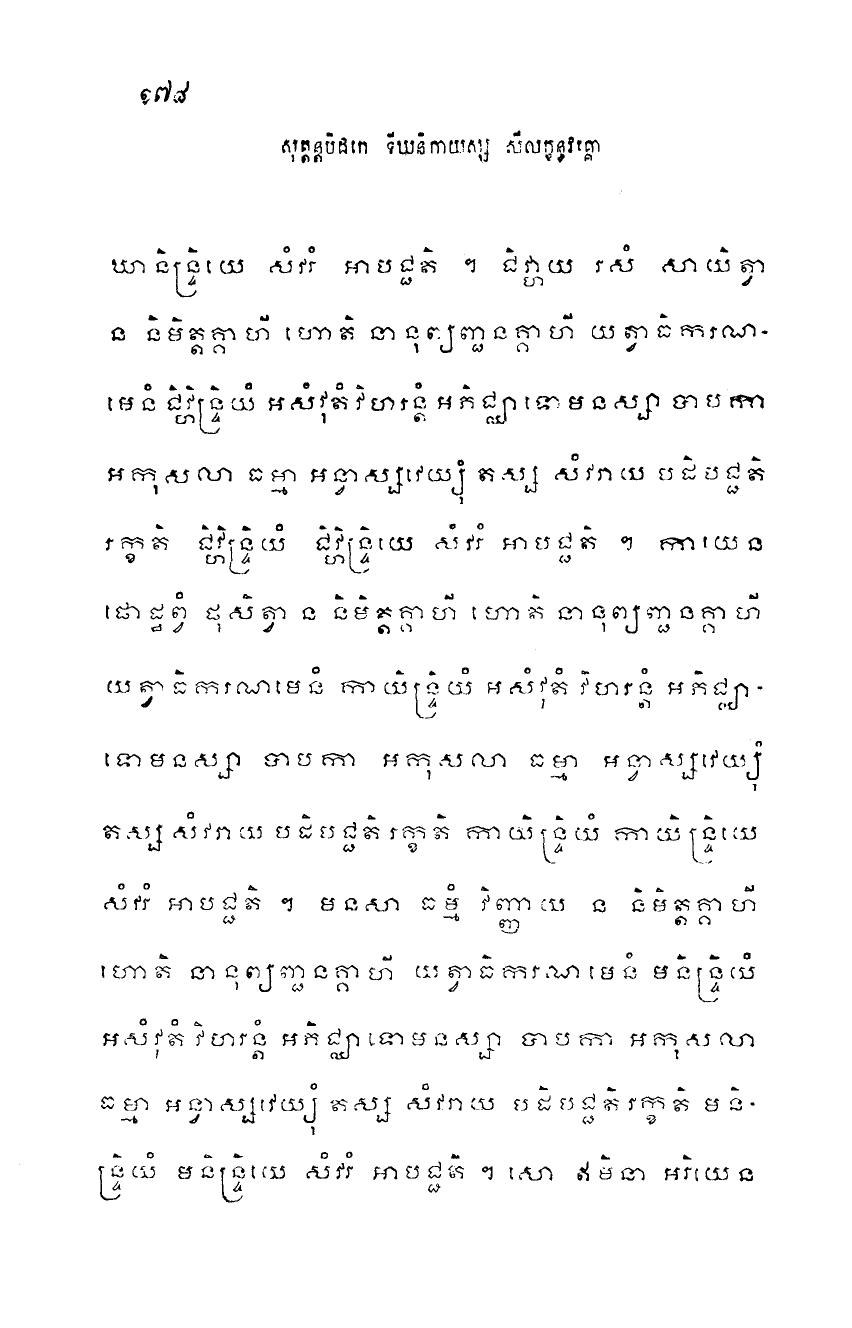 ១៧៨
សុត្តន្តបិដកេ ទីឃនិកាយស្ស សីលក្ខន្ធវគ្គោ
ឃានិន្ទ្រិយេ សំវរំ អាបជ្ជតិ ។ ជិវ្ហាយ រសំ សាយិត្វា
ន និមិត្តគ្គាហី ហោតិ នានុព្យញ្ជនគ្គាហី យត្វាធិករណ-
មេនំ ជិវ្ហិន្ទ្រិយំ អសំវុតំ វិហរន្តំ អភិជ្ឈាទោមនស្សា បាបកា
អកុសលា ធម្មា អន្វាស្សវេយ្យុំ តស្ស សំវរាយ បដិបជ្ជតិ
រក្ខតិ ជិវ្ហិន្ទ្រិយំ ជិវ្ហិន្ទ្រិយេ សំវរំ អាបជ្ជតិ ។ កាយេន
ផោដ្ឋព្វំ ផុសិត្វា ន និមិត្តគ្គាហី ហោតិ នានុព្យញ្ជនគ្គាហី
យត្វាធិករណមេនំ កាយិន្ទ្រិយំ អសំវុតំ វិហរន្តំ អភិជ្ឈា-
ទោមនស្សា បាបកា អកុសលា ធម្មា អន្វាស្សវេយ្យុំ
តស្ស សំវរាយ បដិបជ្ជតិ រក្ខតិ កាយិន្ទ្រិយំ កាយិន្ទ្រិយេ
សំវរំ អាបជ្ជតិ ។ មនសា ធម្មំ វិញ្ញាយ ន និមិត្តគ្គាហី
ហោតិ នានុព្យញ្ជនគ្គាហី យត្វាធិករណមេនំ មនិន្ទ្រិយំ
អសំវុតំ វិហរន្តំ អភិជ្ឈាទោមនស្សា បាបកា អកុសលា
ធម្មា អន្វាស្សវេយ្យុំ តស្ស សំវរាយ បដិបជ្ជតិ រក្ខតិ មនិ-
ន្ទ្រិយំ មនិន្ទ្រិយេ សំវរំ អាបជ្ជតិ ។ សោ ឥមិនា អរិយេន